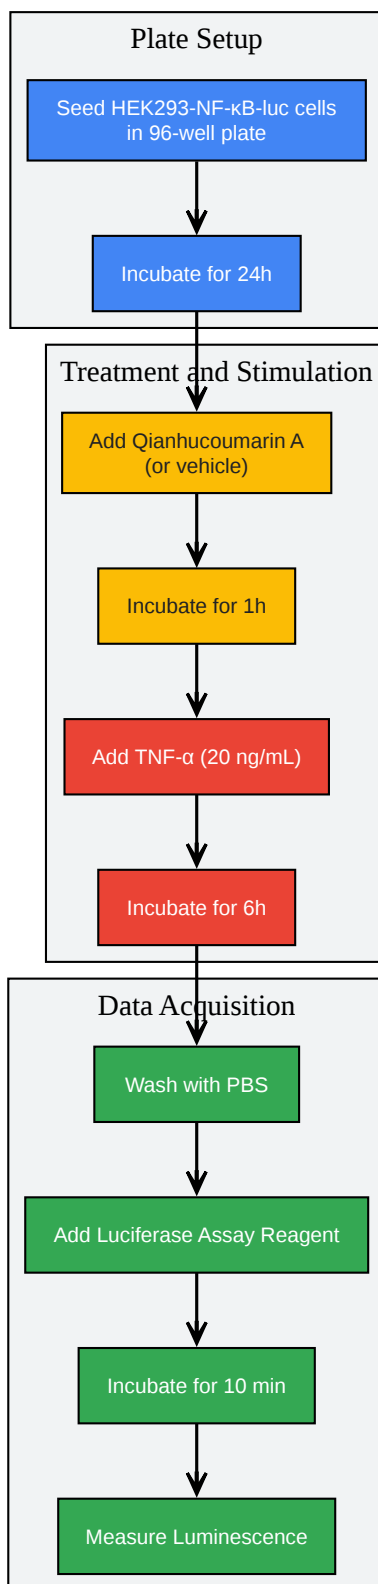 Plate Setup
Seed HEK293-NF-κB-luc cells
in 96-well plate
Incubate for 24h
Treatment and Stimulation
Add Qianhucoumarin A
(or vehicle)
Incubate for 1h
Add TNF-α (20 ng/mL)
Incubate for 6h
Data Acquisition
Wash with PBS
Add Luciferase Assay Reagent
Incubate for 10 min
Measure Luminescence